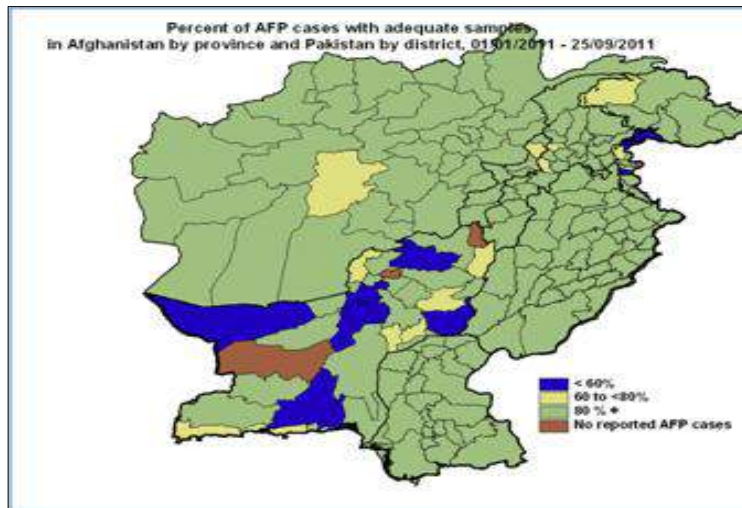 Percent of AFP cases with adequate samples
in Afghanistan by province and Pakistan by district, 01/01/2011 - 25/09/2011
< 60%
60 to <80%
80 % +
No reported AFP cases